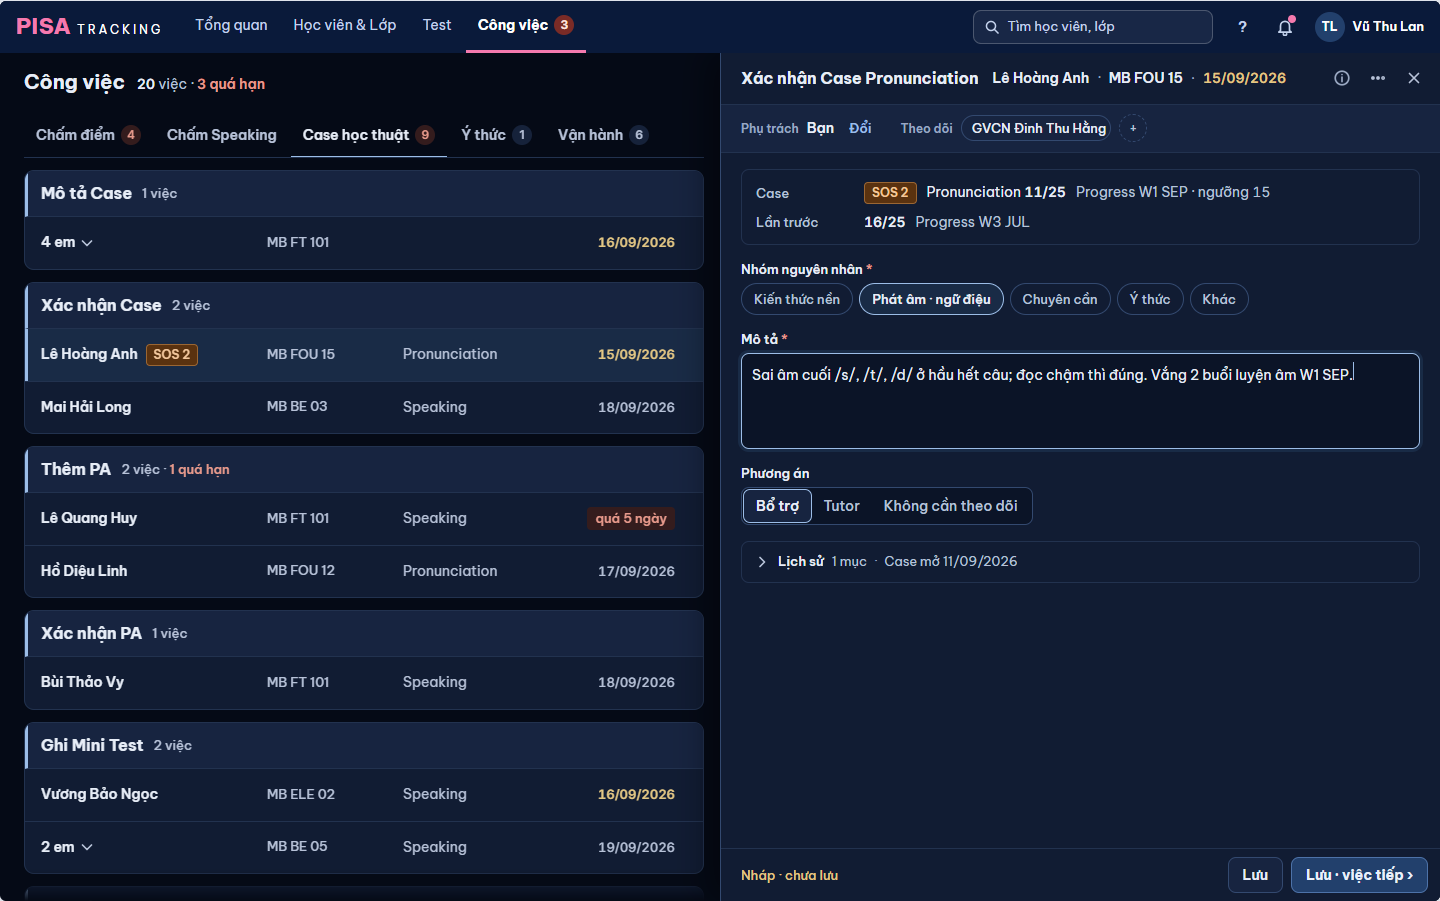 PISA TRACKING Tổng quan Học viên & Lớp Test Công việc 3 Tìm học viên, lớp ? TL Vũ Thu Lan
Công việc 20 việc · 3 quá hạn
Chấm điểm 4 Chấm Speaking Case học thuật 9 Ý thức 1 Vận hành 6
Mô tả Case 1 việc
4 em MB FT 101 16/09/2026
Xác nhận Case 2 việc
Lê Hoàng Anh SOS 2 MB FOU 15 Pronunciation 15/09/2026
Mai Hải Long MB BE 03 Speaking 18/09/2026
Thêm PA 2 việc · 1 quá hạn
Lê Quang Huy MB FT 101 Speaking quá 5 ngày
Hồ Diệu Linh MB FOU 12 Pronunciation 17/09/2026
Xác nhận PA 1 việc
Bùi Thảo Vy MB FT 101 Speaking 18/09/2026
Ghi Mini Test 2 việc
Vương Bảo Ngọc MB ELE 02 Speaking 16/09/2026
2 em MB BE 05 Speaking 19/09/2026
Xác nhận Case Pronunciation Lê Hoàng Anh · MB FOU 15 · 15/09/2026
Phụ trách Bạn Đổi Theo dõi GVCN Đinh Thu Hằng +
Case SOS 2 Pronunciation 11/25 Progress W1 SEP · ngưỡng 15
Lần trước 16/25 Progress W3 JUL
Nhóm nguyên nhân *
Kiến thức nền Phát âm · ngữ điệu Chuyên cần Ý thức Khác
Mô tả *
Sai âm cuối /s/, /t/, /d/ ở hầu hết câu; đọc chậm thì đúng. Vắng 2 buổi luyện âm W1 SEP.
Phương án
Bổ trợ Tutor Không cần theo dõi
Lịch sử 1 mục · Case mở 11/09/2026
Nháp · chưa lưu Lưu Lưu · việc tiếp ›